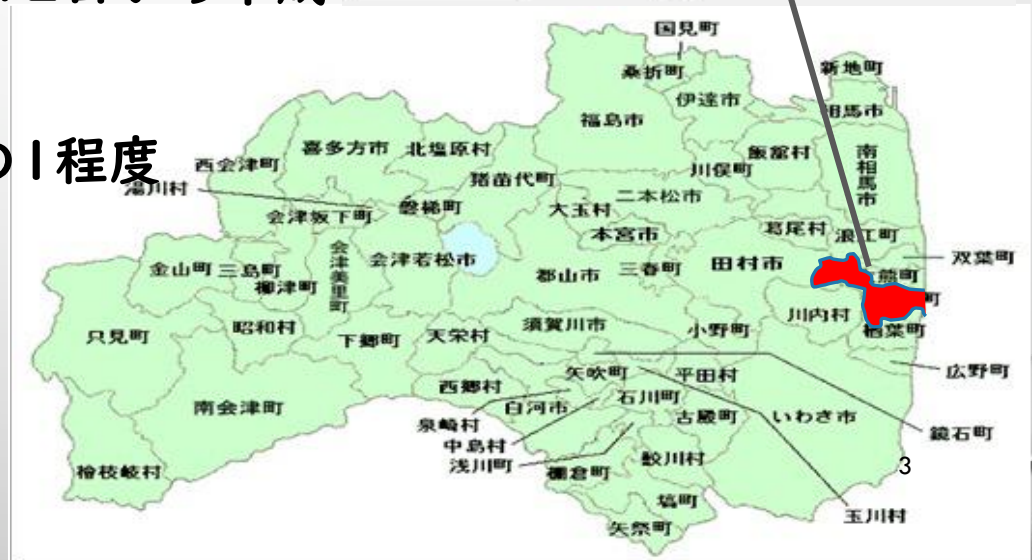 国見町
桑折町
新地町
伊達市
相馬市
福島市
の1程度
喜多方市
北塩原村
飯舘村
南相馬市
西会津町
川俣町
猪苗代町
湯川村
二本松市
磐梯町
大玉村
会津坂下町
葛尾村
浪江町
本宮市
双葉町
会津美里町
会津若松市
金山町
三島町
郡山市
三春町
田村市
熊町
柳津町
町
川内村
昭和村
須賀川市
只見町
下郷町
天栄村
小野町
楢葉町
矢吹町
平田村
広野町
西郷村
石川町
南会津町
白河市
古殿町
いわき市
泉崎村
鏡石町
中島村
鮫川村
浅川町
3
檜枝岐村
棚倉町
塙町
玉川村
矢祭町